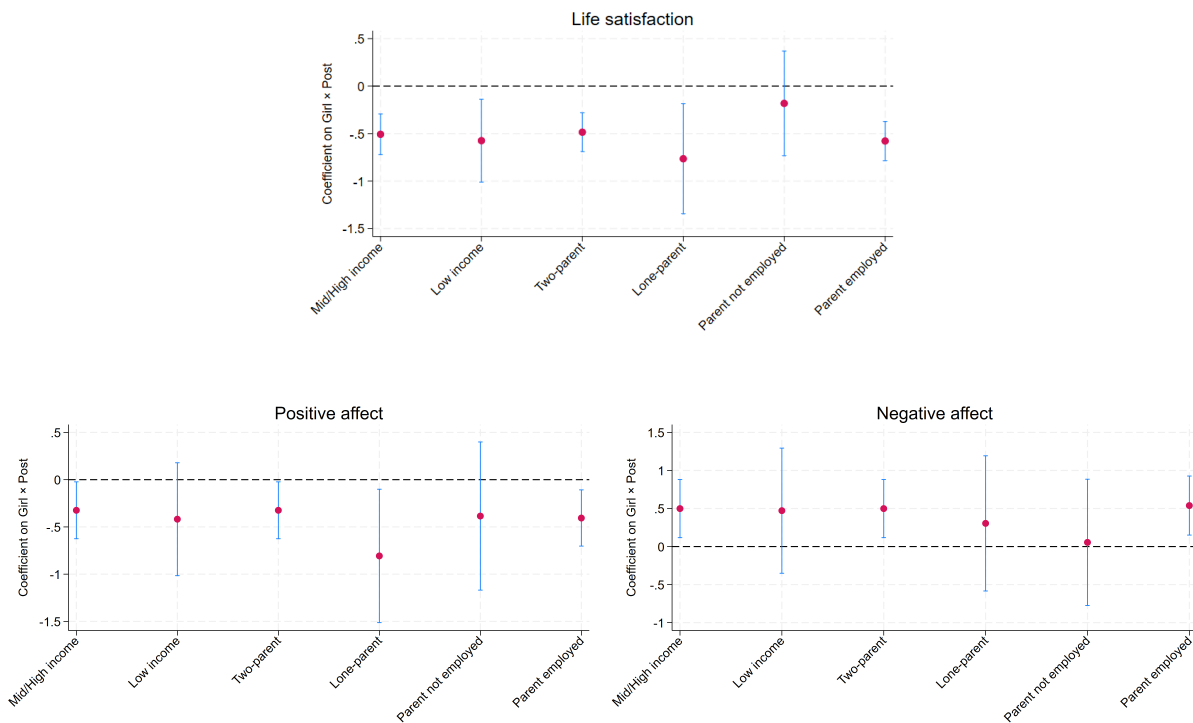 Life satisfaction
Coefficient on Girl × Post
.5
0
-.5
-1
-1.5
Mid/High income
Low income
Two-parent
Lone-parent
Parent not employed
Parent employed
Positive affect
Coefficient on Girl × Post
.5
0
-.5
-1
-1.5
Mid/High income
Low income
Two-parent
Lone-parent
Parent not employed
Parent employed
Negative affect
Coefficient on Girl × Post
1.5
1
.5
0
-.5
-1
Mid/High income
Low income
Two-parent
Lone-parent
Parent not employed
Parent employed